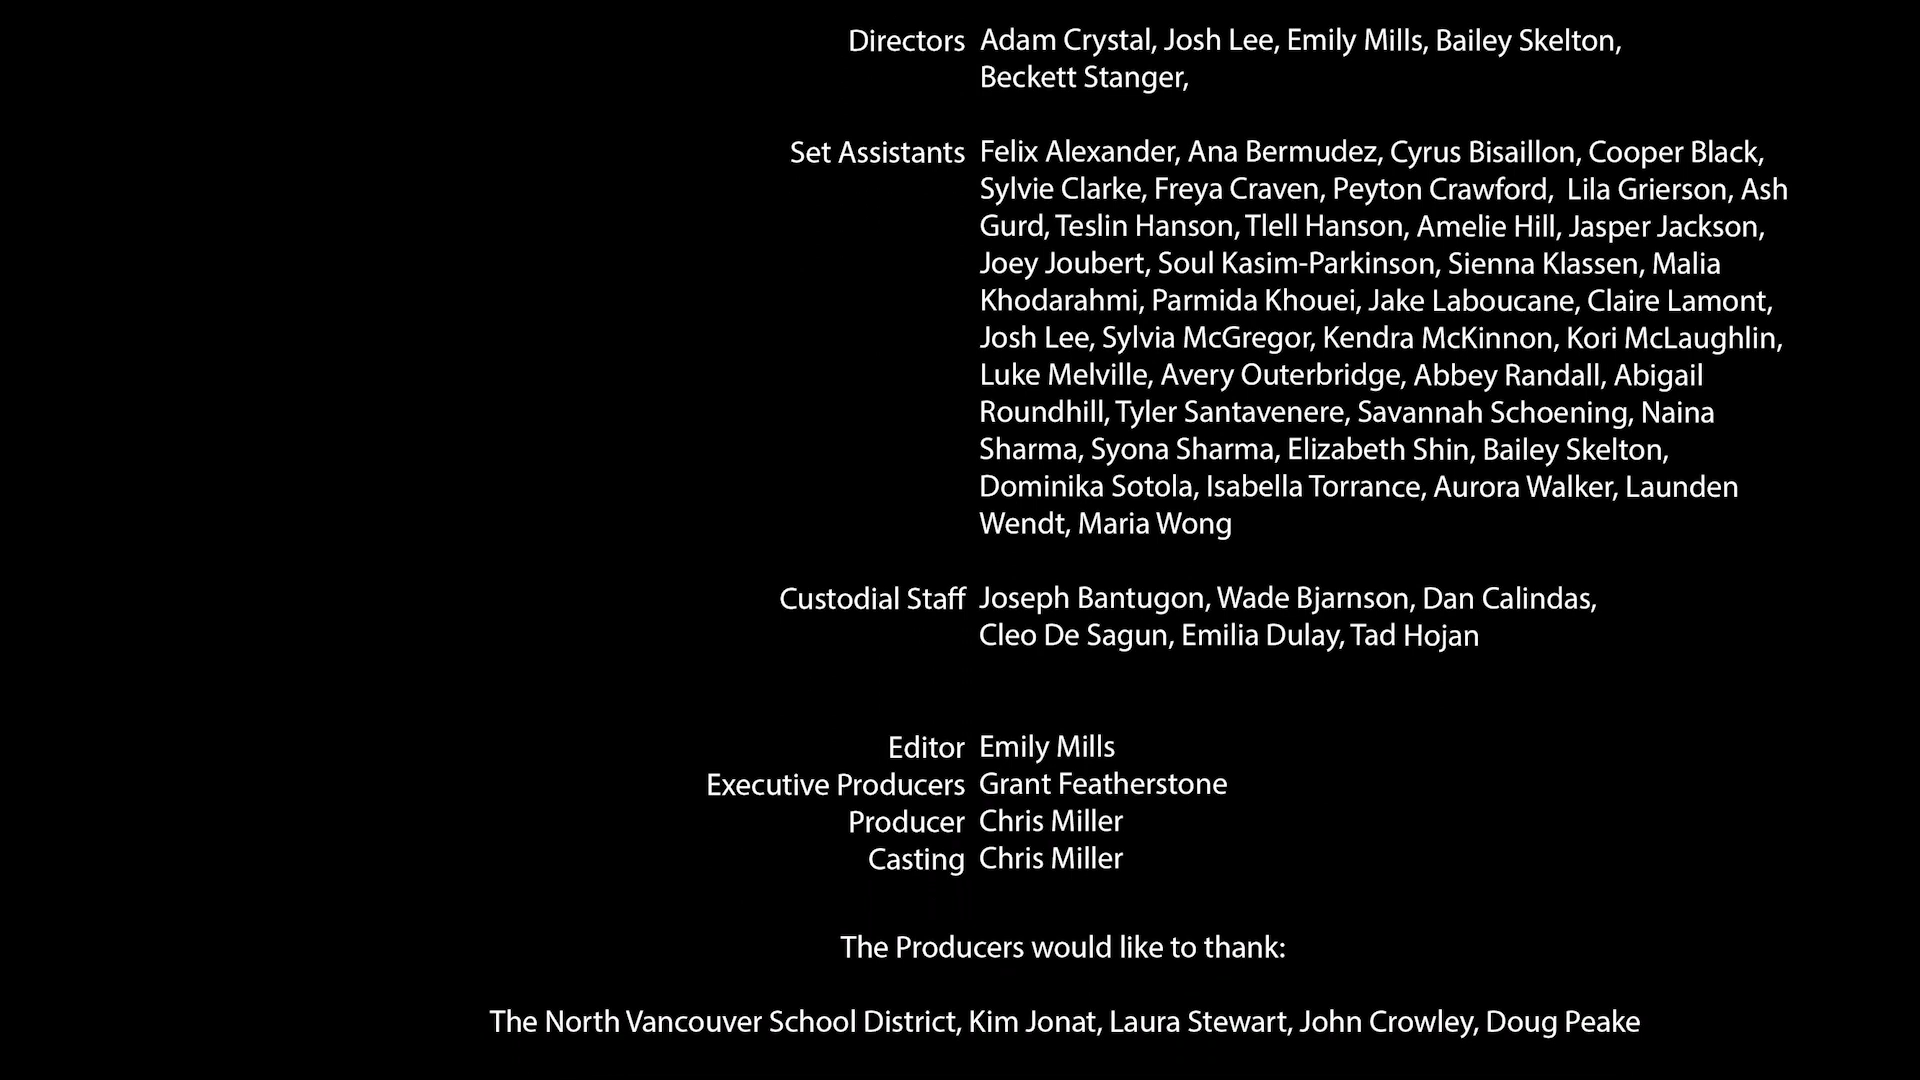 Directors Adam Crystal, Josh Lee, Emily Mills, Bailey Skelton,
Beckett Stanger,
Set Assistants Felix Alexander, Ana Bermudez, Cyrus Bisaillon, Cooper Black,
Sylvie Clarke, Freya Craven, Peyton Crawford,  Lila Grierson, Ash
Gurd, Teslin Hanson, Tlell Hanson, Amelie Hill, Jasper Jackson,
Joey Joubert, Soul Kasim-Parkinson, Sienna Klassen, Malia
Khodarahmi, Parmida Khouei, Jake Laboucane, Claire Lamont,
Josh Lee, Sylvia McGregor, Kendra McKinnon, Kori McLaughlin,
Luke Melville, Avery Outerbridge, Abbey Randall, Abigail
Roundhill, Tyler Santavenere, Savannah Schoening, Naina
Sharma, Syona Sharma, Elizabeth Shin, Bailey Skelton,
Dominika Sotola, Isabella Torrance, Aurora Walker, Launden
Wendt, Maria Wong
Custodial Staff Joseph Bantugon, Wade Bjarnson, Dan Calindas,
Cleo De Sagun, Emilia Dulay, Tad Hojan
Editor Emily Mills
Executive Producers Grant Featherstone
Producer Chris Miller
Casting Chris Miller
The Producers would like to thank:
The North Vancouver School District, Kim Jonat, Laura Stewart, John Crowley, Doug Peake